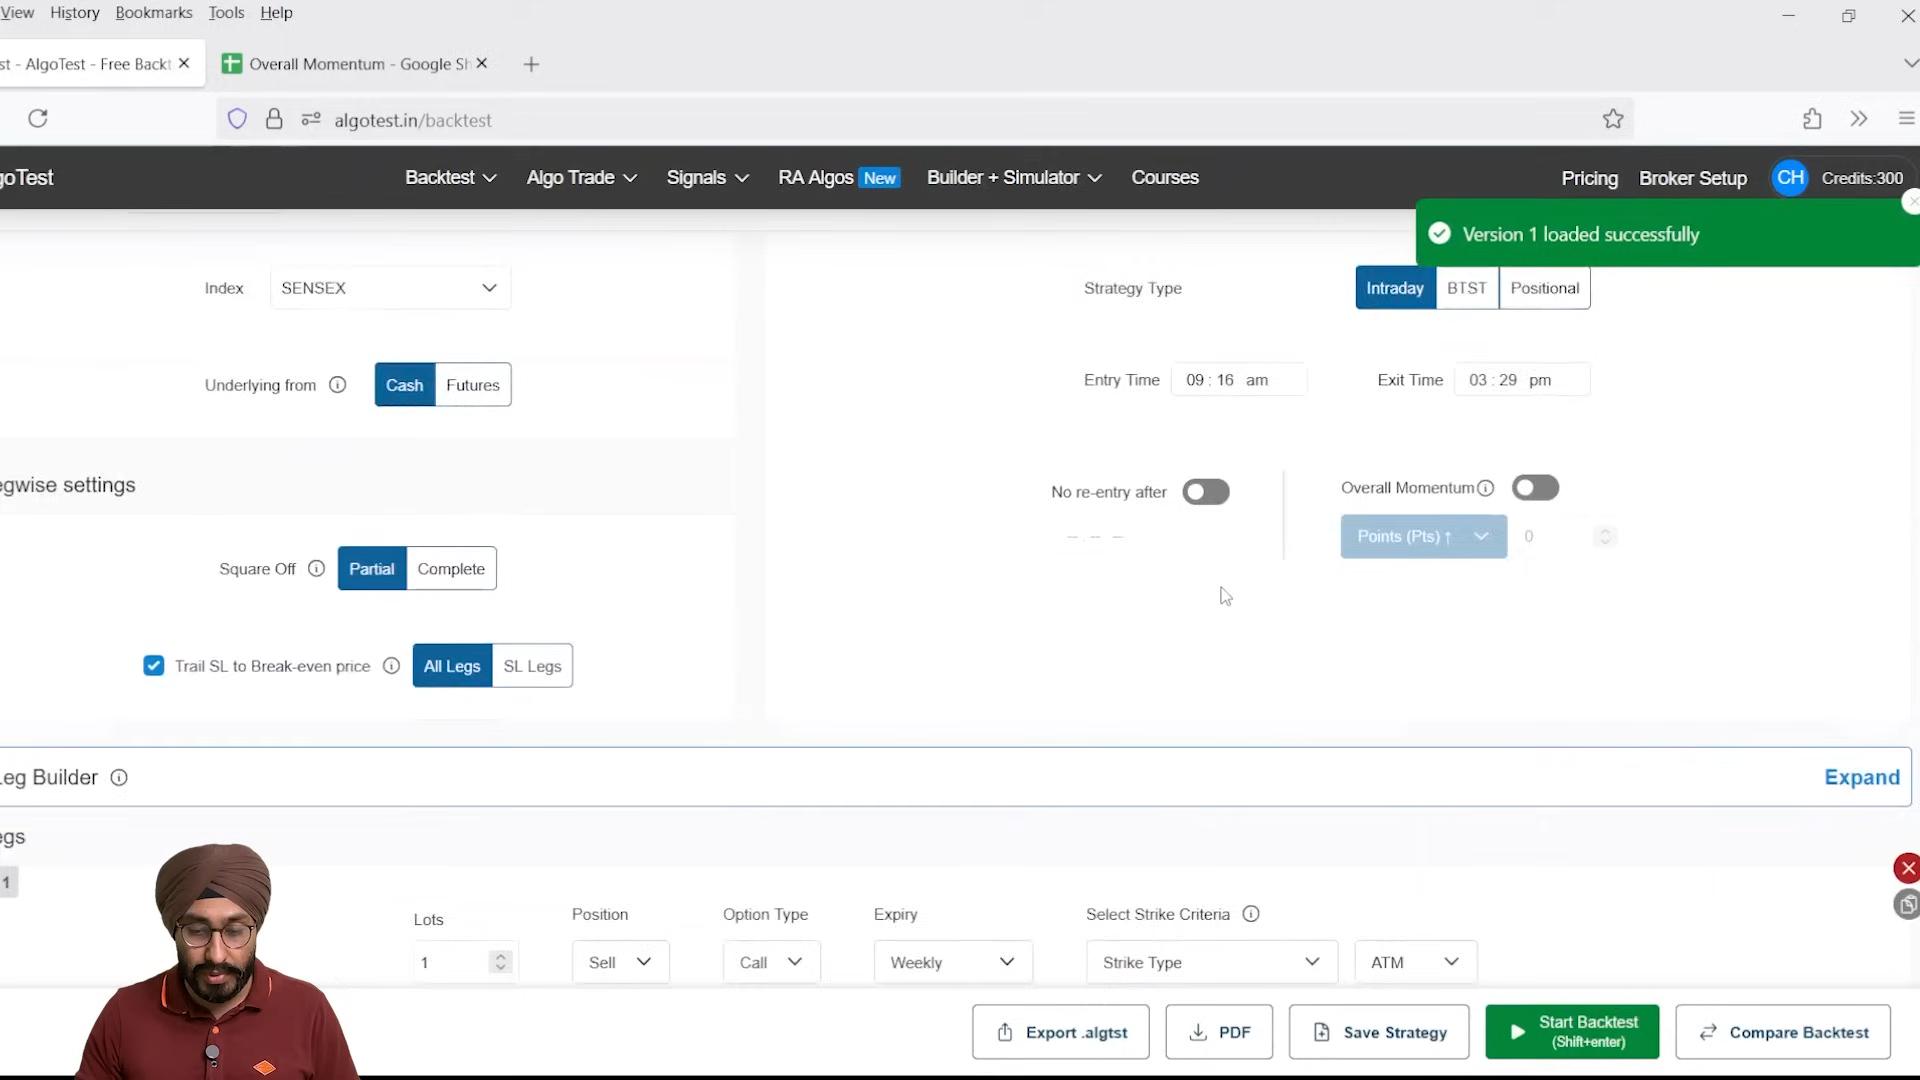 View History Bookmarks Tools Help
st - AlgoTest - Free Backt
Overall Momentum - Google Sh
algotest.in/backtest
goTest
Backtest
Algo Trade
Signals
RA Algos New
Builder + Simulator
Courses
Pricing
Broker Setup
CH
Credits:300
Version 1 loaded successfully
Index
SENSEX
Strategy Type
Intraday BTST Positional
Underlying from
Cash Futures
Entry Time 09 : 16 am
Exit Time 03 : 29 pm
egwise settings
No re-entry after
Overall Momentum
Points (Pts) ↑
0
Square Off
Partial Complete
Trail SL to Break-even price
All Legs SL Legs
Leg Builder
Expand
egs
1
Lots
Position
Option Type
Expiry
Select Strike Criteria
1
Sell
Call
Weekly
Strike Type
ATM
Export .algtst
PDF
Save Strategy
Start Backtest
(Shift+enter)
Compare Backtest